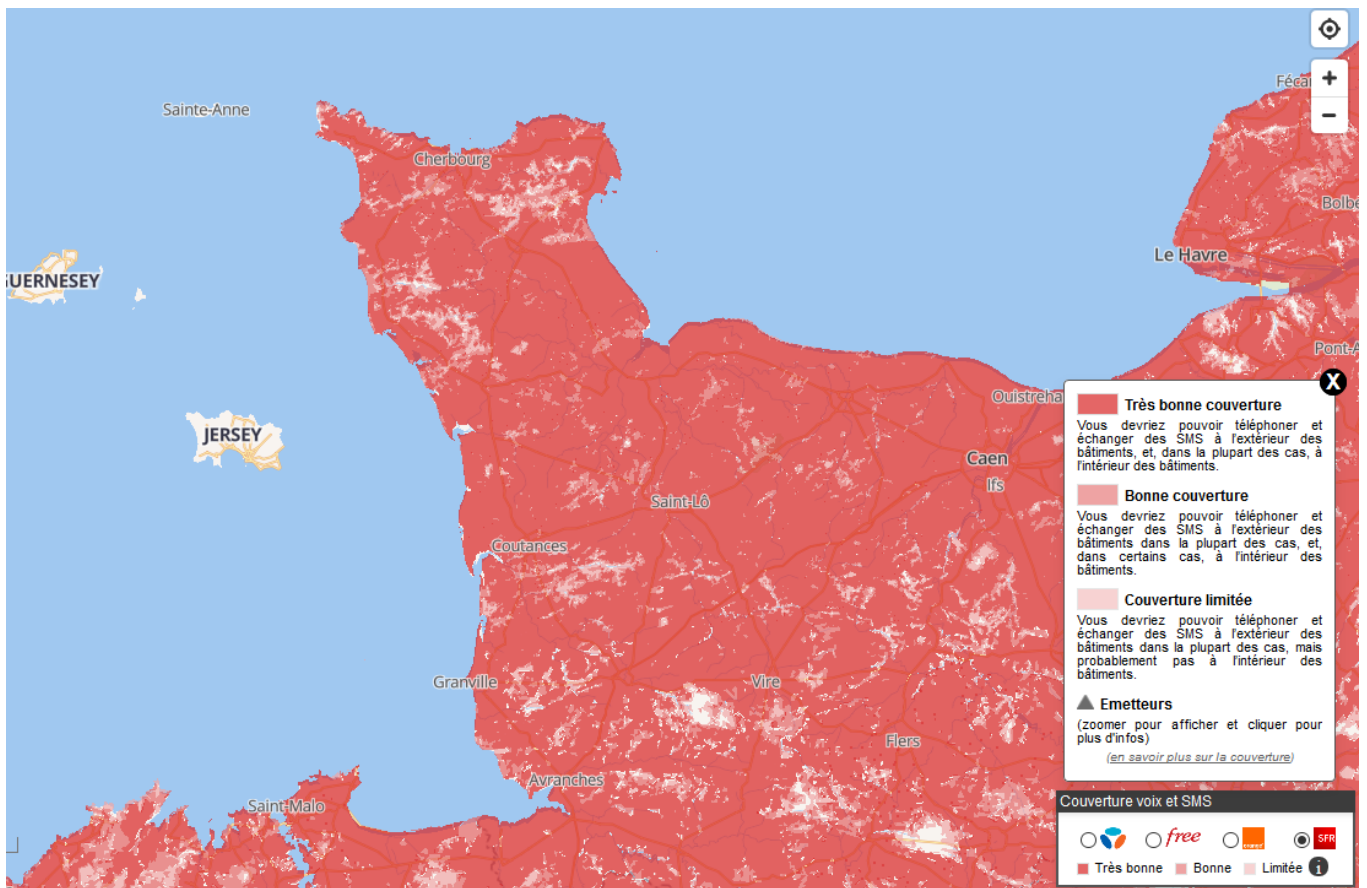 Sainte-Anne
Cherbourg
Féca
Bolbe
Le Havre
UERNESEY
Pont-A
Ouistreha
JERSEY
Caen
Ifs
Saint-Lô
Coutances
Granville
Vire
Flers
Avranches
Saint-Malo
+
−
X
Très bonne couverture
Vous devriez pouvoir téléphoner et
échanger des SMS à l'extérieur des
bâtiments, et, dans la plupart des cas, à
l'intérieur des bâtiments.
Bonne couverture
Vous devriez pouvoir téléphoner et
échanger des SMS à l'extérieur des
bâtiments dans la plupart des cas, et,
dans certains cas, à l'intérieur des
bâtiments.
Couverture limitée
Vous devriez pouvoir téléphoner et
échanger des SMS à l'extérieur des
bâtiments dans la plupart des cas, mais
probablement pas à l'intérieur des
bâtiments.
Emetteurs
(zoomer pour afficher et cliquer pour
plus d'infos)
(en savoir plus sur la couverture)
Couverture voix et SMS
free
SFR
Très bonne Bonne Limitée i